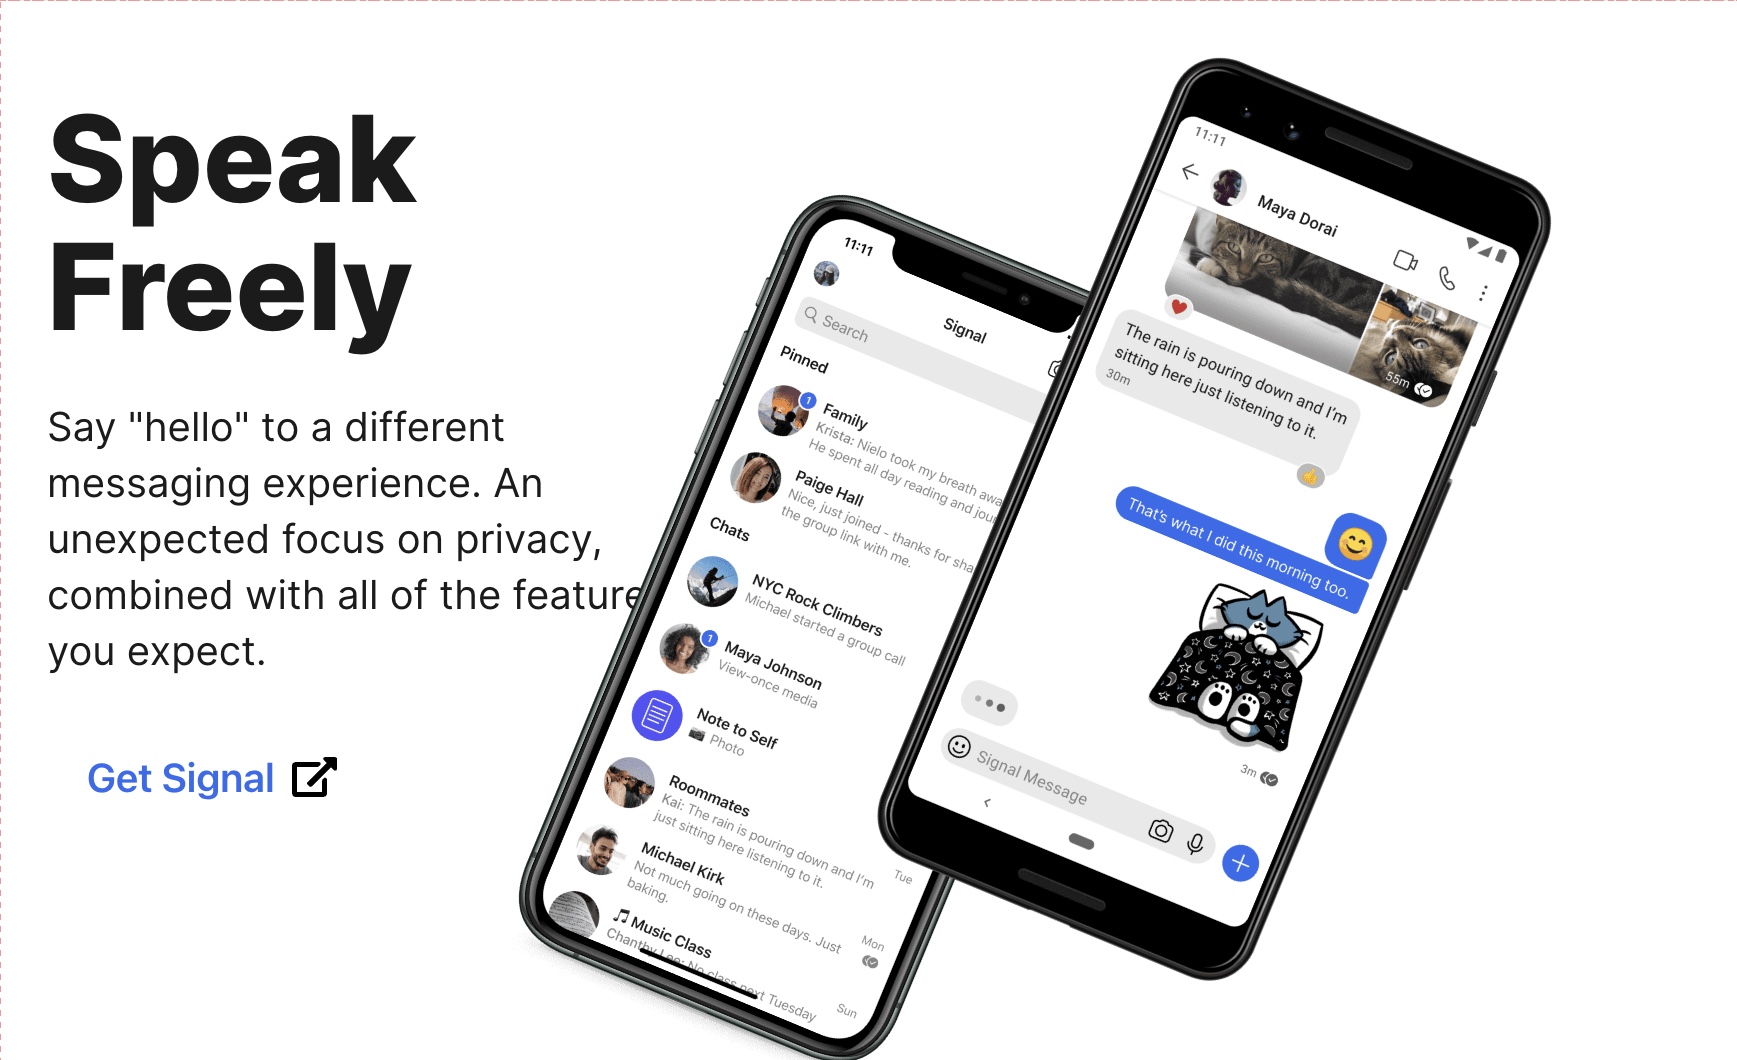 Speak
Freely
Say "hello" to a different
messaging experience. An
unexpected focus on privacy,
combined with all of the feature
you expect.
Get Signal
11:11
Signal
Search
Pinned
1
Family
Krista: Nielo took my breath awa
He spent all day reading and jour
Paige Hall
Nice, just joined - thanks for sha
the group link with me.
Chats
NYC Rock Climbers
Michael started a group call
1
Maya Johnson
View-once media
Note to Self
Photo
Roommates
Kai: The rain is pouring down and I'm
just sitting here listening to it.
Tue
Michael Kirk
Not much going on these days. Just
baking.
Mon
Music Class
Chanthy Lee: No class next Tuesday
Sun
11:11
Maya Dorai
55m
The rain is pouring down and I'm
sitting here just listening to it.
30m
That's what I did this morning too.
3m
Signal Message